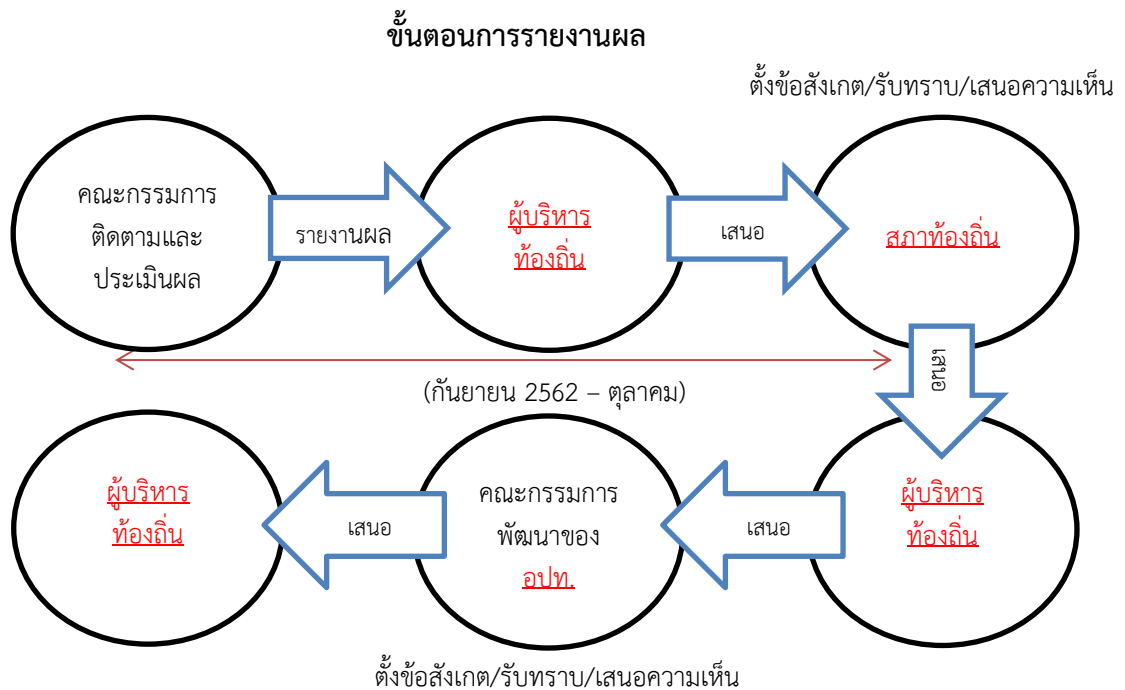 ขั้นตอนการรายงานผล
ตั้งข้อสังเกต/รับทราบ/เสนอความเห็น
คณะกรรมการ
ติดตามและ
ประเมินผล
รายงานผล
ผู้บริหาร
ท้องถิ่น
เสนอ
สภาท้องถิ่น
เสนอ
(กันยายน 2562 – ตุลาคม)
ผู้บริหาร
ท้องถิ่น
เสนอ
คณะกรรมการ
พัฒนาของ
อปท.
เสนอ
ผู้บริหาร
ท้องถิ่น
ตั้งข้อสังเกต/รับทราบ/เสนอความเห็น